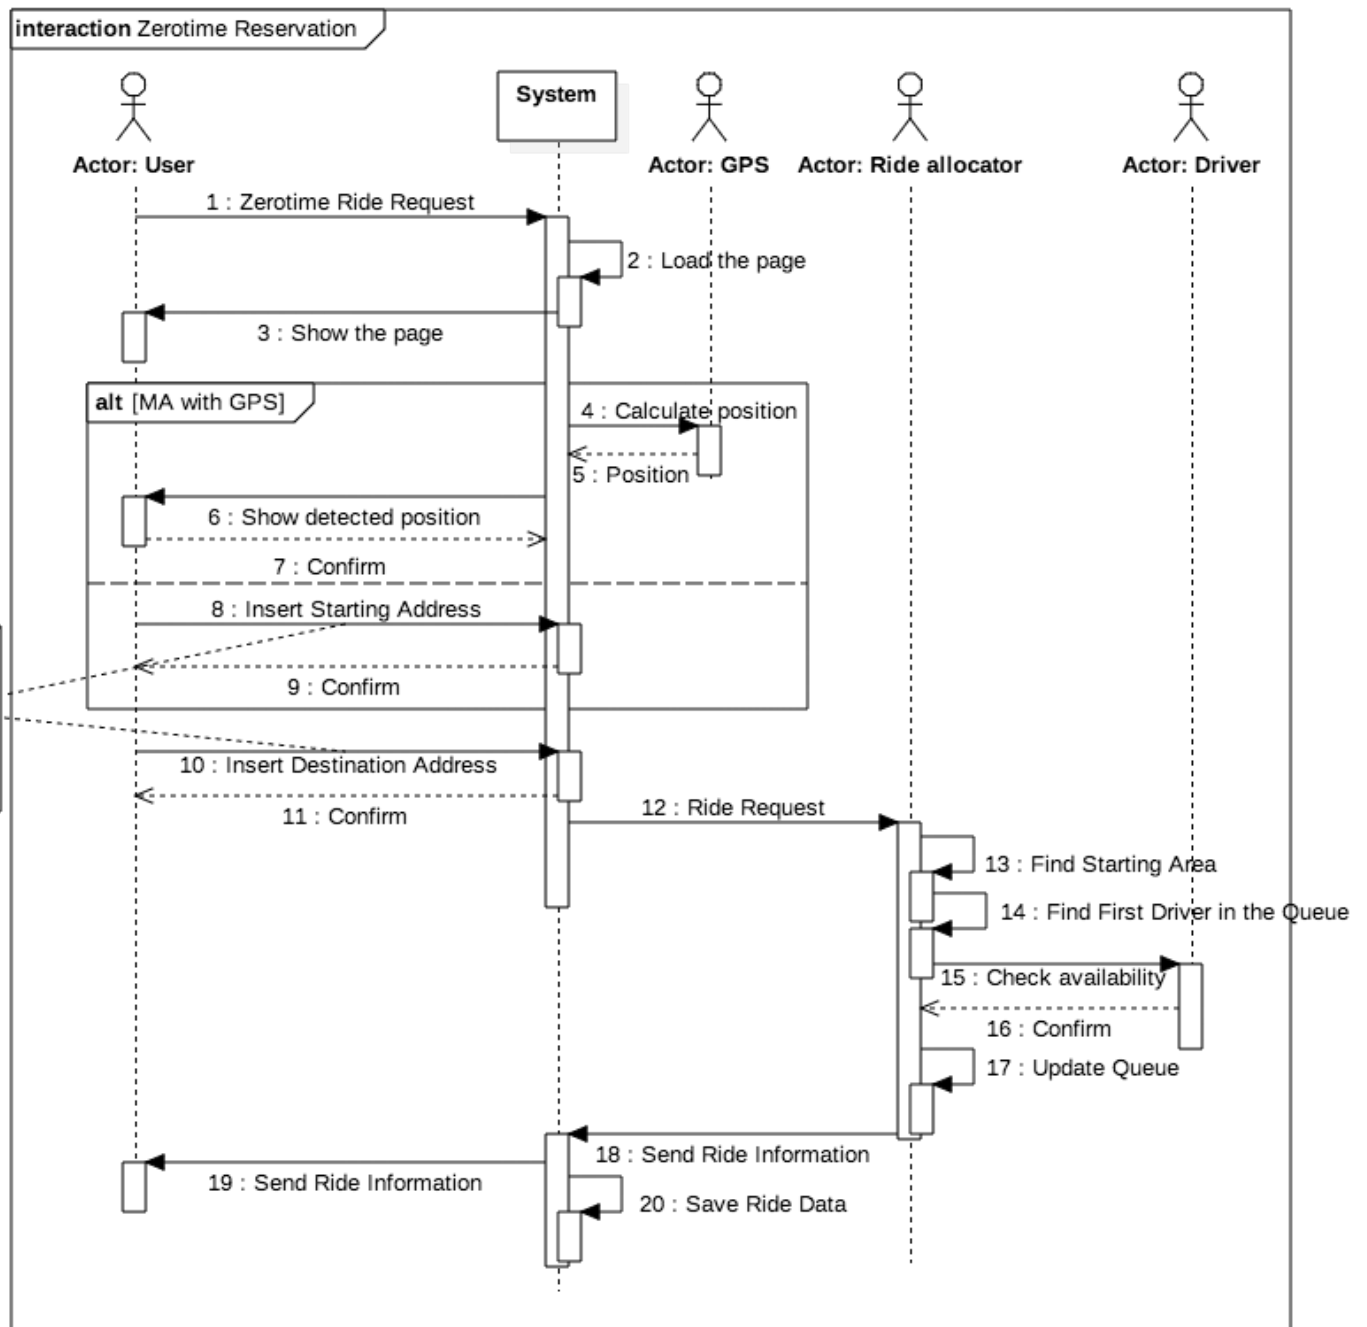 interaction Zerotime Reservation
System
Actor: User
Actor: GPS
Actor: Ride allocator
Actor: Driver
1 : Zerotime Ride Request
2 : Load the page
3 : Show the page
alt [MA with GPS]
4 : Calculate position
5 : Position
6 : Show detected position
7 : Confirm
8 : Insert Starting Address
9 : Confirm
10 : Insert Destination Address
11 : Confirm
12 : Ride Request
13 : Find Starting Area
14 : Find First Driver in the Queue
15 : Check availability
16 : Confirm
17 : Update Queue
18 : Send Ride Information
19 : Send Ride Information
20 : Save Ride Data